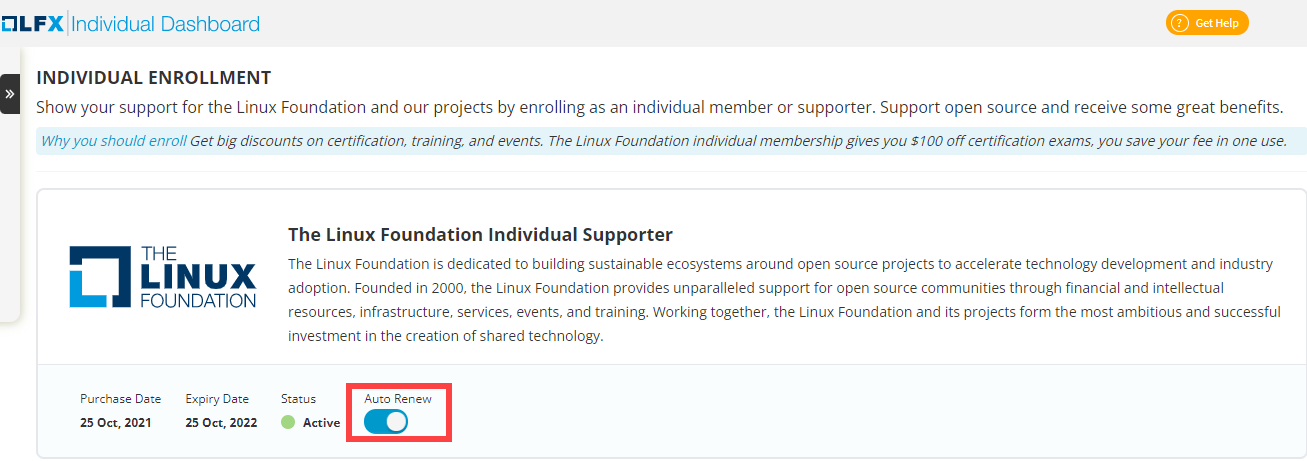 LFX Individual Dashboard
? Get Help
»
INDIVIDUAL ENROLLMENT
Show your support for the Linux Foundation and our projects by enrolling as an individual member or supporter. Support open source and receive some great benefits.
Why you should enroll Get big discounts on certification, training, and events. The Linux Foundation individual membership gives you $100 off certification exams, you save your fee in one use.
THE
LINUX
FOUNDATION
The Linux Foundation Individual Supporter
The Linux Foundation is dedicated to building sustainable ecosystems around open source projects to accelerate technology development and industry
adoption. Founded in 2000, the Linux Foundation provides unparalleled support for open source communities through financial and intellectual
resources, infrastructure, services, events, and training. Working together, the Linux Foundation and its projects form the most ambitious and successful
investment in the creation of shared technology.
Purchase Date Expiry Date Status Auto Renew
25 Oct, 2021 25 Oct, 2022 Active